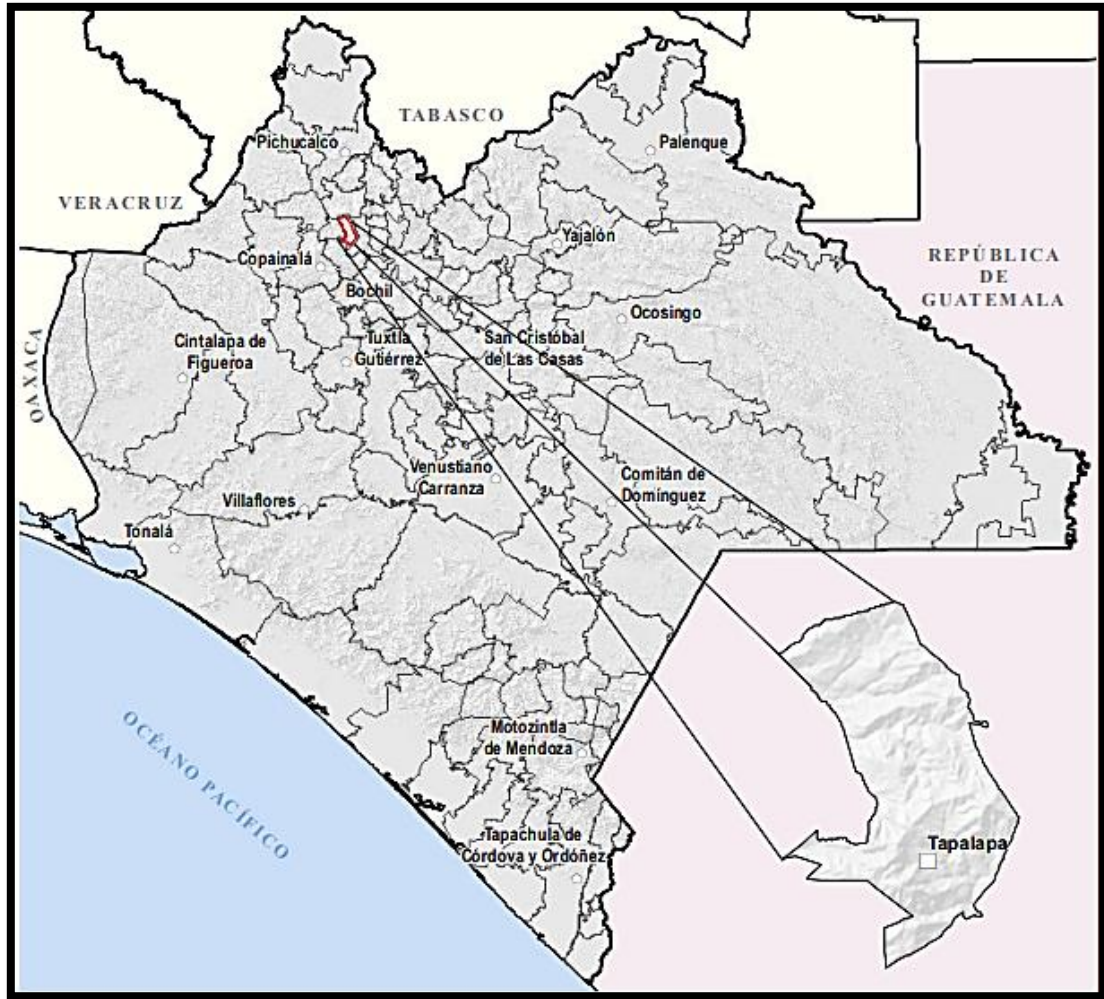 TABASCO
Pichucalco
Palenque
VERACRUZ
Yajalón
REPÚBLICA
DE
GUATEMALA
Copainalá
Bochil
Ocosingo
OAXACA
Cintalapa de
Figueroa
Tuxtla
Gutiérrez
San Cristóbal
de Las Casas
Venustiano
Carranza
Comitán de
Domínguez
Villaflores
Tonalá
OCÉANO PACÍFICO
Motozintla
de Mendoza
Tapachula de
Córdova y Ordóñez
Tapalapa